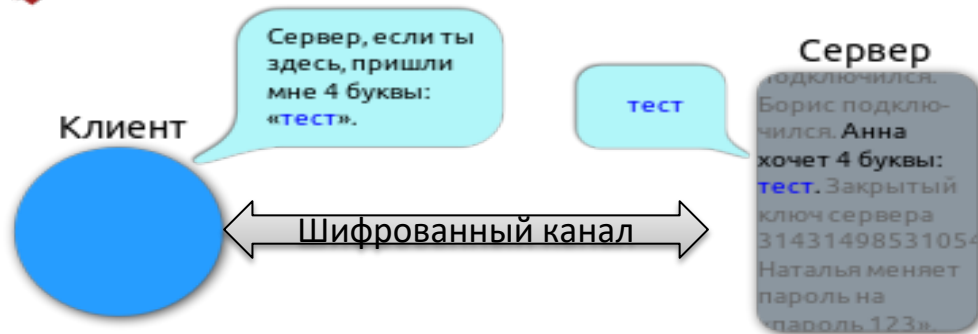 Сервер, если ты
здесь, пришли
мне 4 буквы:
«тест».
Клиент
тест
Сервер
подключился.
Борис подклю-
чился. Анна
хочет 4 буквы:
тест. Закрытый
ключ сервера
31431498531054
Наталья меняет
пароль на
«пароль 123».
Шифрованный канал